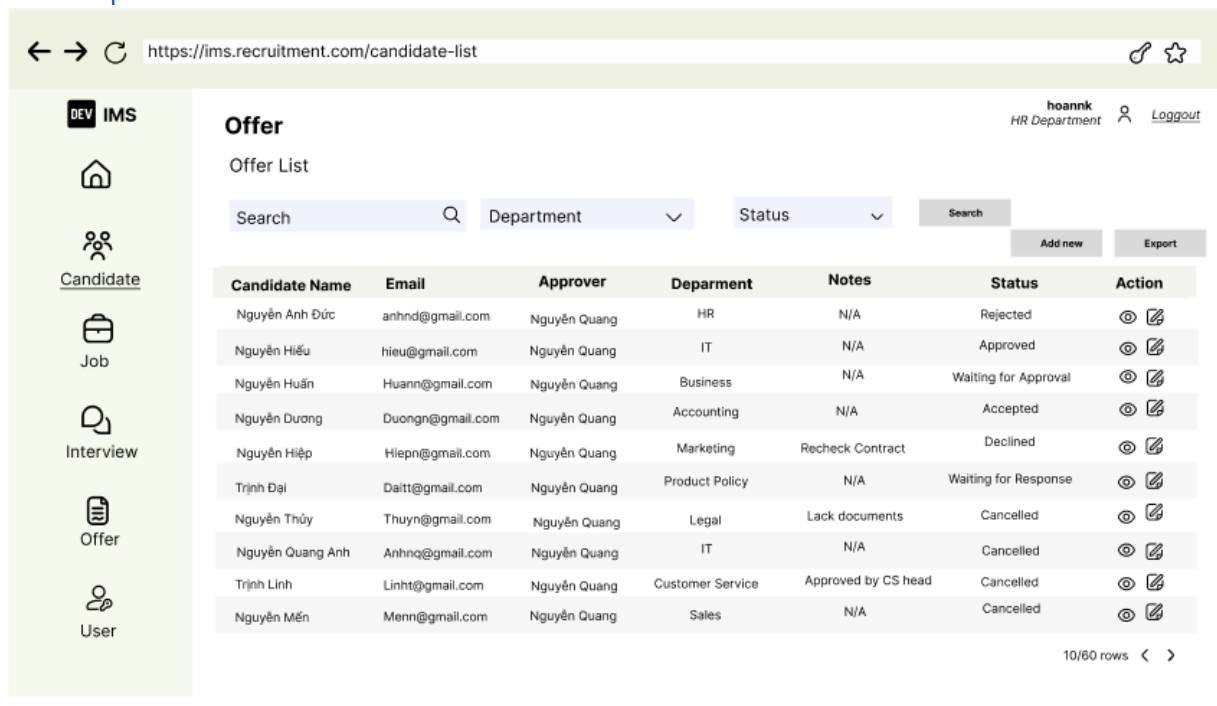 https://ims.recruitment.com/candidate-list
DEV IMS
hoannk
HR Department
Loggout
Offer
Offer List
Search
Department
Status
Search
Add new
Export
Candidate
Job
Interview
Offer
User
Candidate Name Email Approver Deparment Notes Status Action
Nguyễn Anh Đức anhnd@gmail.com Nguyễn Quang HR N/A Rejected
Nguyễn Hiếu hieu@gmail.com Nguyễn Quang IT N/A Approved
Nguyễn Huấn Huann@gmail.com Nguyễn Quang Business N/A Waiting for Approval
Nguyễn Dương Duongn@gmail.com Nguyễn Quang Accounting N/A Accepted
Nguyễn Hiệp Hiepn@gmail.com Nguyễn Quang Marketing Recheck Contract Declined
Trịnh Đại Daitt@gmail.com Nguyễn Quang Product Policy N/A Waiting for Response
Nguyễn Thủy Thuyn@gmail.com Nguyễn Quang Legal Lack documents Cancelled
Nguyễn Quang Anh Anhnq@gmail.com Nguyễn Quang IT N/A Cancelled
Trịnh Linh Linht@gmail.com Nguyễn Quang Customer Service Approved by CS head Cancelled
Nguyễn Mến Menn@gmail.com Nguyễn Quang Sales N/A Cancelled
10/60 rows